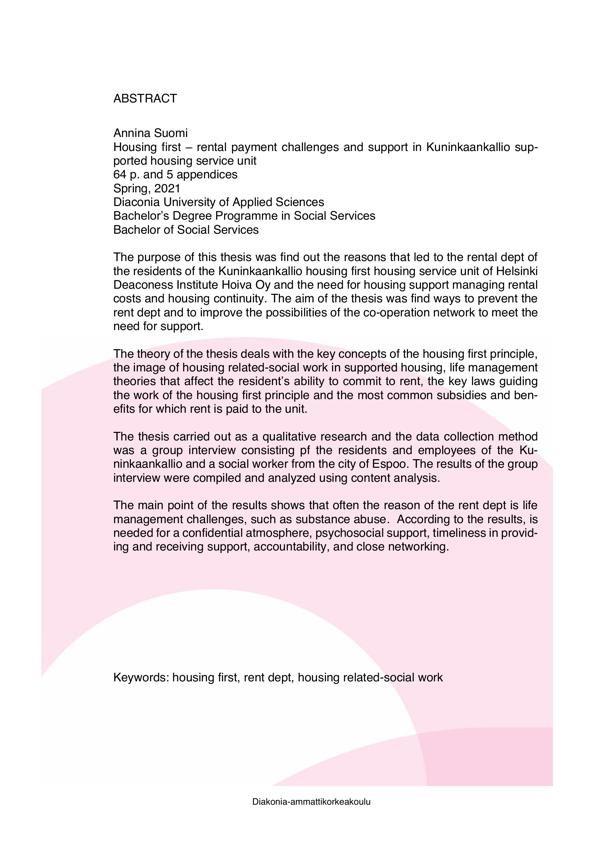 ABSTRACT
Annina Suomi
Housing first – rental payment challenges and support in Kuninkaankallio sup-
ported housing service unit
64 p. and 5 appendices
Spring, 2021
Diaconia University of Applied Sciences
Bachelor's Degree Programme in Social Services
Bachelor of Social Services
The purpose of this thesis was find out the reasons that led to the rental dept of
the residents of the Kuninkaankallio housing first housing service unit of Helsinki
Deaconess Institute Hoiva Oy and the need for housing support managing rental
costs and housing continuity. The aim of the thesis was find ways to prevent the
rent dept and to improve the possibilities of the co-operation network to meet the
need for support.
The theory of the thesis deals with the key concepts of the housing first principle,
the image of housing related-social work in supported housing, life management
theories that affect the resident's ability to commit to rent, the key laws guiding
the work of the housing first principle and the most common subsidies and ben-
efits for which rent is paid to the unit.
The thesis carried out as a qualitative research and the data collection method
was a group interview consisting pf the residents and employees of the Ku-
ninkaankallio and a social worker from the city of Espoo. The results of the group
interview were compiled and analyzed using content analysis.
The main point of the results shows that often the reason of the rent dept is life
management challenges, such as substance abuse.  According to the results, is
needed for a confidential atmosphere, psychosocial support, timeliness in provid-
ing and receiving support, accountability, and close networking.
Keywords: housing first, rent dept, housing related-social work
Diakonia-ammattikorkeakoulu